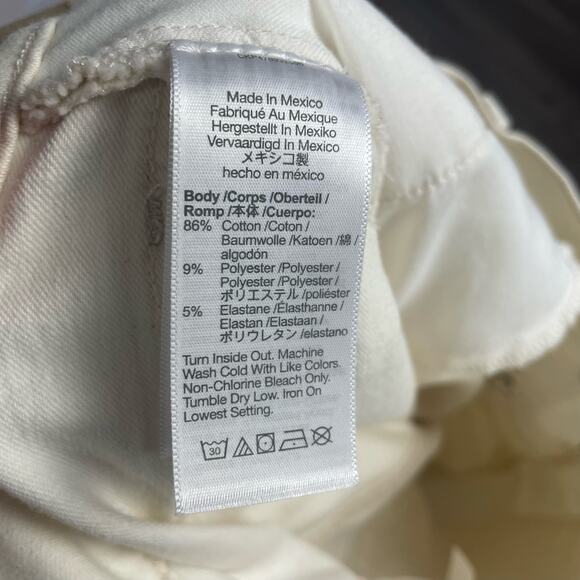 Made In Mexico
Fabriqué Au Mexique
Hergestellt In Mexiko
Vervaardigd In Mexico
メキシコ製
hecho en méxico
Body /Corps /Oberteil /
Romp /本体 /Cuerpo:
86% Cotton /Coton /
Baumwolle /Katoen /綿 /
algodón
9% Polyester /Polyester /
Polyester /Polyester /
ポリエステル /poliéster
5% Elastane /Élasthanne /
Elastan /Elastaan /
ポリウレタン /elastano
Turn Inside Out. Machine
Wash Cold With Like Colors.
Non-Chlorine Bleach Only.
Tumble Dry Low. Iron On
Lowest Setting.
30